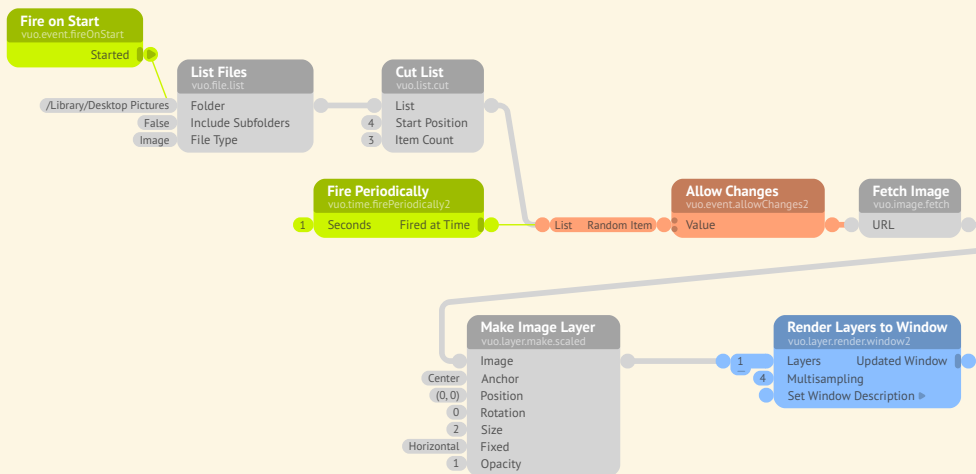 Fire on Start
vuo.event.fireOnStart
Started
List Files
vuo.file.list
/Library/Desktop Pictures Folder
False Include Subfolders
Image File Type
Cut List
vuo.list.cut
List
4 Start Position
3 Item Count
Fire Periodically
vuo.time.firePeriodically2
1 Seconds Fired at Time
List Random Item
Allow Changes
vuo.event.allowChanges2
Value
Fetch Image
vuo.image.fetch
URL
Make Image Layer
vuo.layer.make.scaled
Image
Center Anchor
(0, 0) Position
0 Rotation
2 Size
Horizontal Fixed
1 Opacity
Render Layers to Window
vuo.layer.render.window2
1 Layers Updated Window
4 Multisampling
Set Window Description